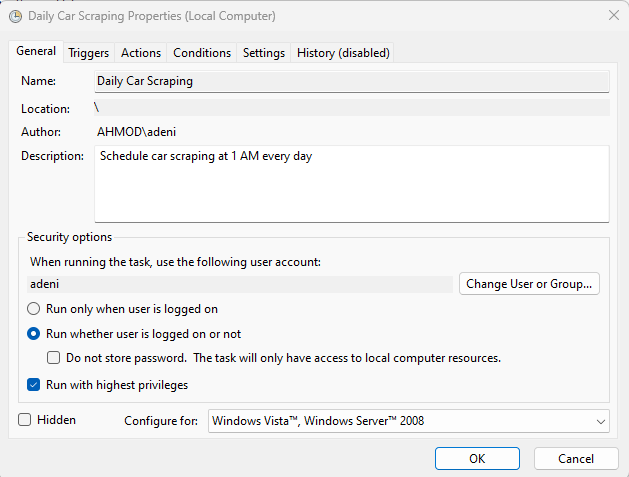 Daily Car Scraping Properties (Local Computer)
General Triggers Actions Conditions Settings History (disabled)
Name: Daily Car Scraping
Location: \
Author: AHMOD\adeni
Description: Schedule car scraping at 1 AM every day
Security options
When running the task, use the following user account:
adeni Change User or Group...
Run only when user is logged on
Run whether user is logged on or not
Do not store password. The task will only have access to local computer resources.
Run with highest privileges
Hidden Configure for: Windows Vista™, Windows Server™ 2008
OK Cancel